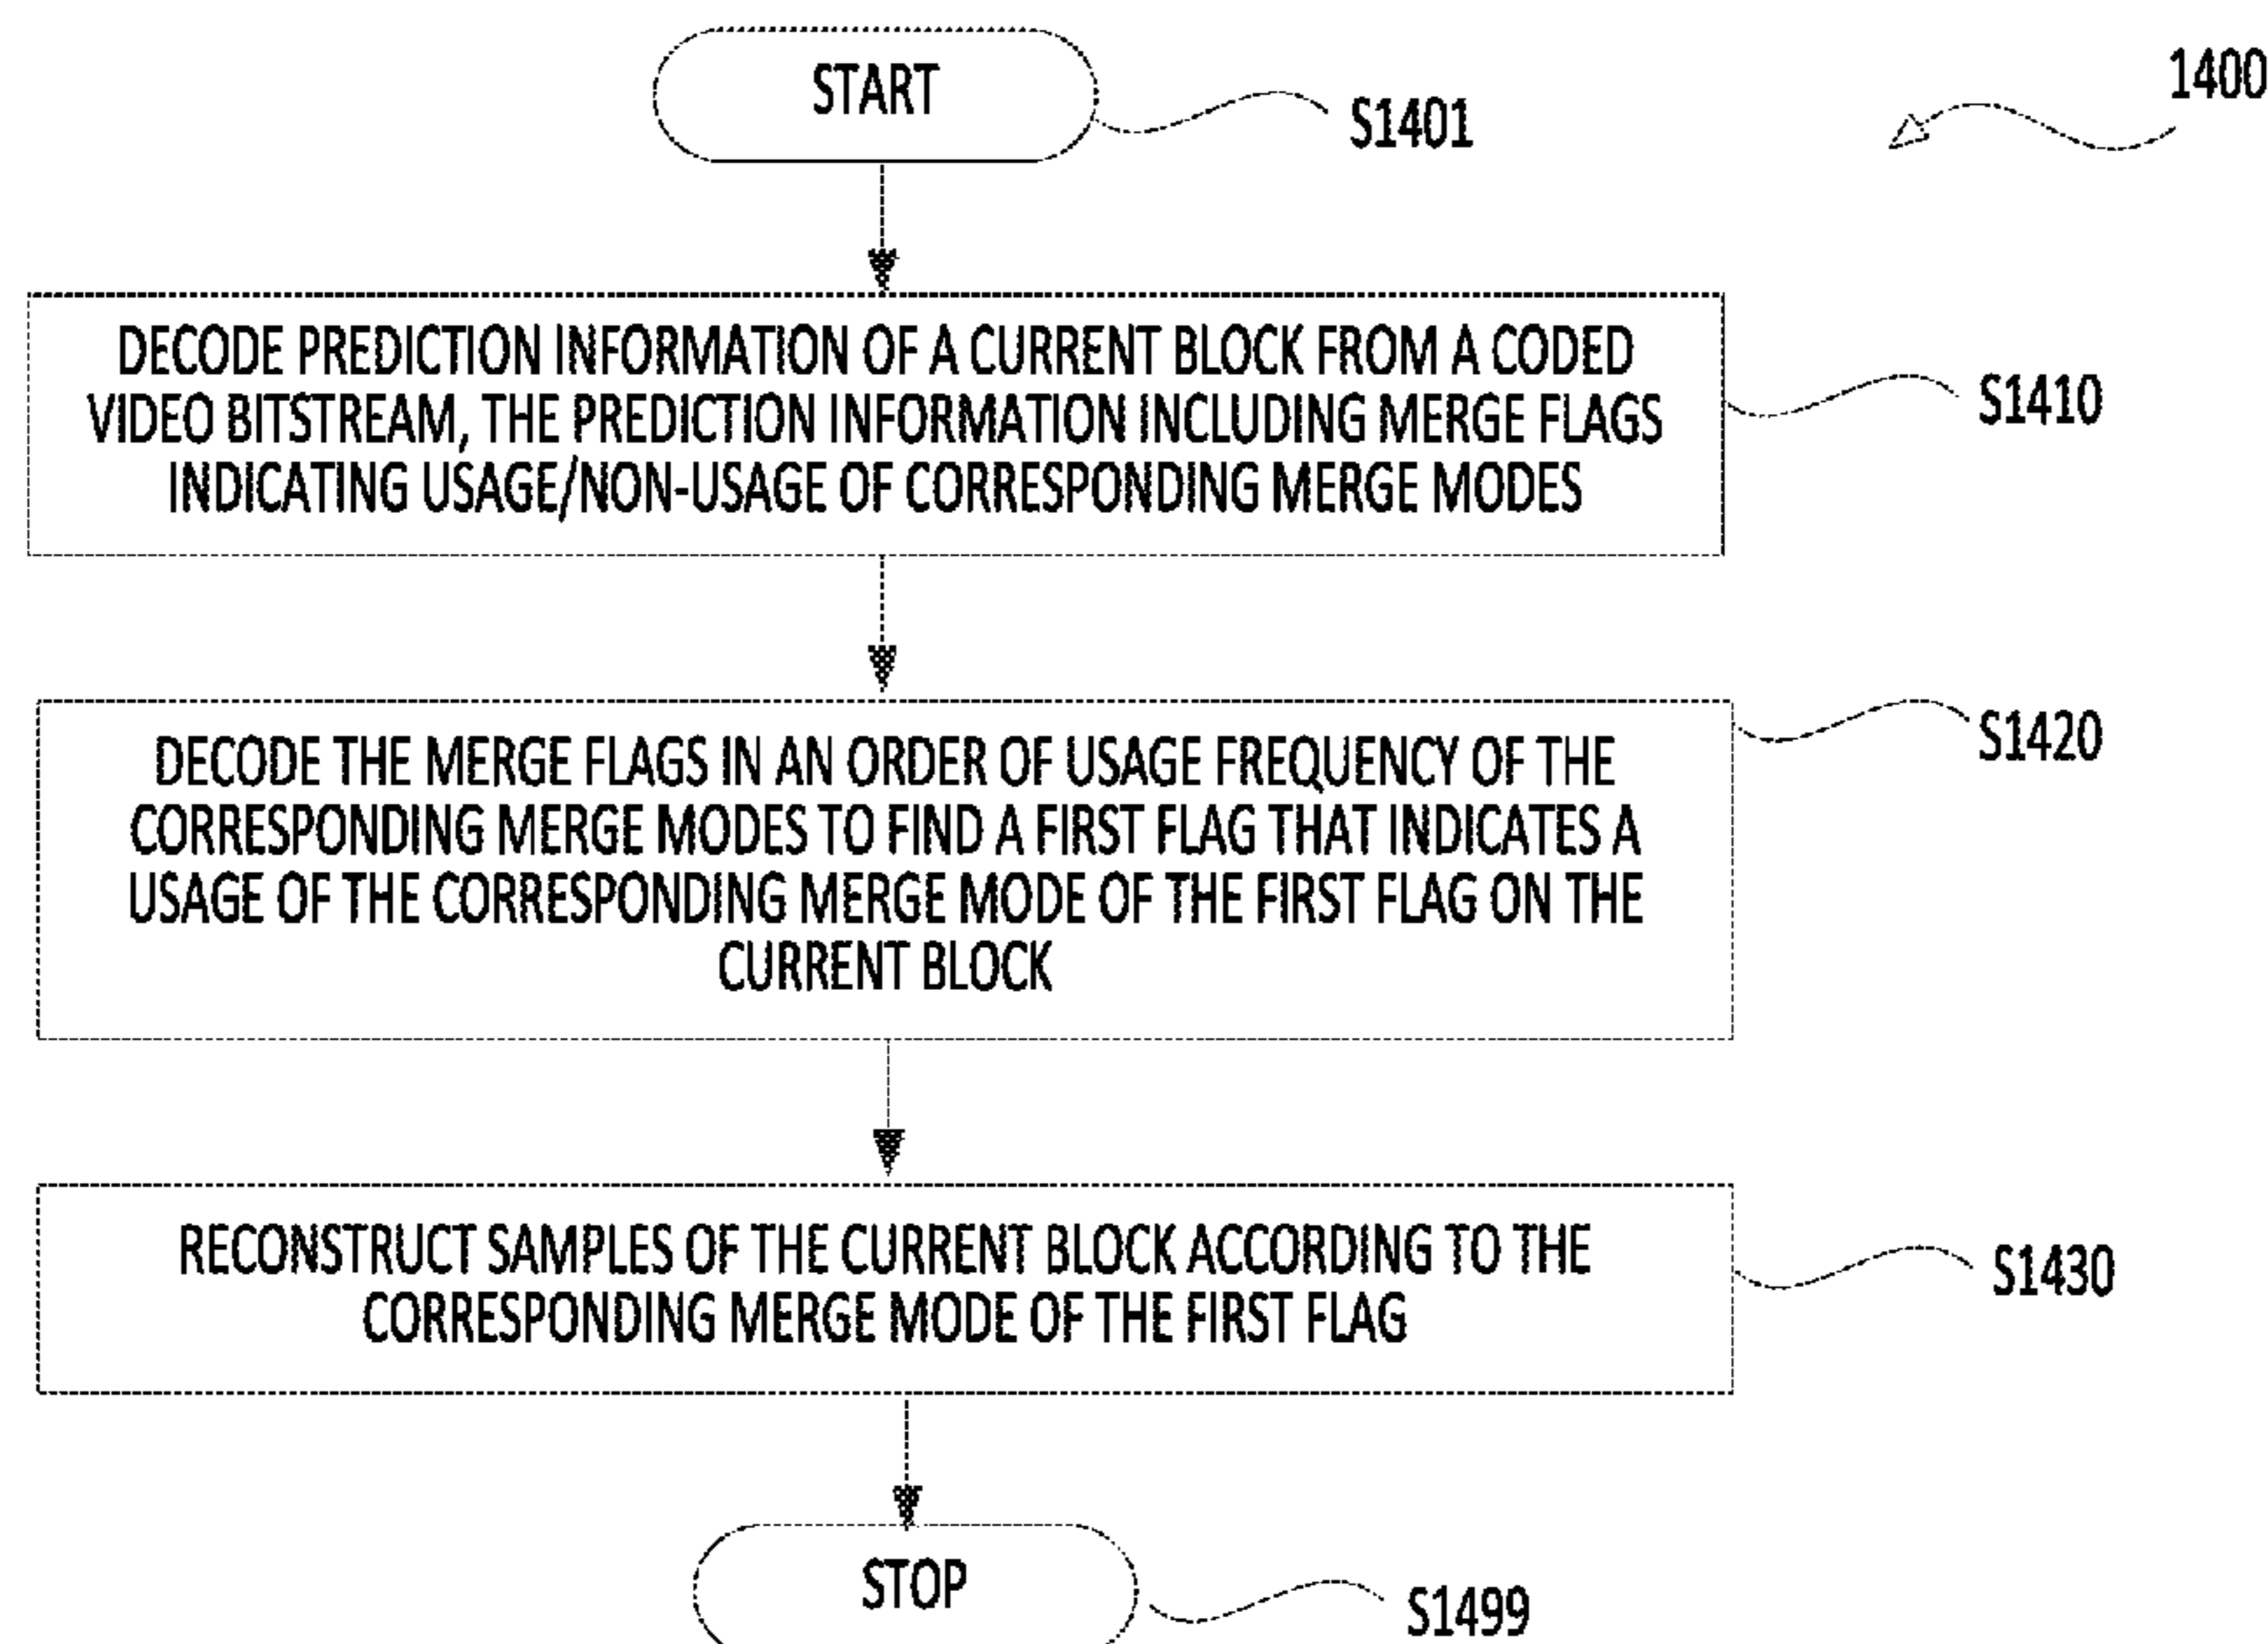 START
S1401
1400
DECODE PREDICTION INFORMATION OF A CURRENT BLOCK FROM A CODED
VIDEO BITSTREAM, THE PREDICTION INFORMATION INCLUDING MERGE FLAGS
INDICATING USAGE/NON-USAGE OF CORRESPONDING MERGE MODES
S1410
DECODE THE MERGE FLAGS IN AN ORDER OF USAGE FREQUENCY OF THE
CORRESPONDING MERGE MODES TO FIND A FIRST FLAG THAT INDICATES A
USAGE OF THE CORRESPONDING MERGE MODE OF THE FIRST FLAG ON THE
CURRENT BLOCK
S1420
RECONSTRUCT SAMPLES OF THE CURRENT BLOCK ACCORDING TO THE
CORRESPONDING MERGE MODE OF THE FIRST FLAG
S1430
STOP
S1499